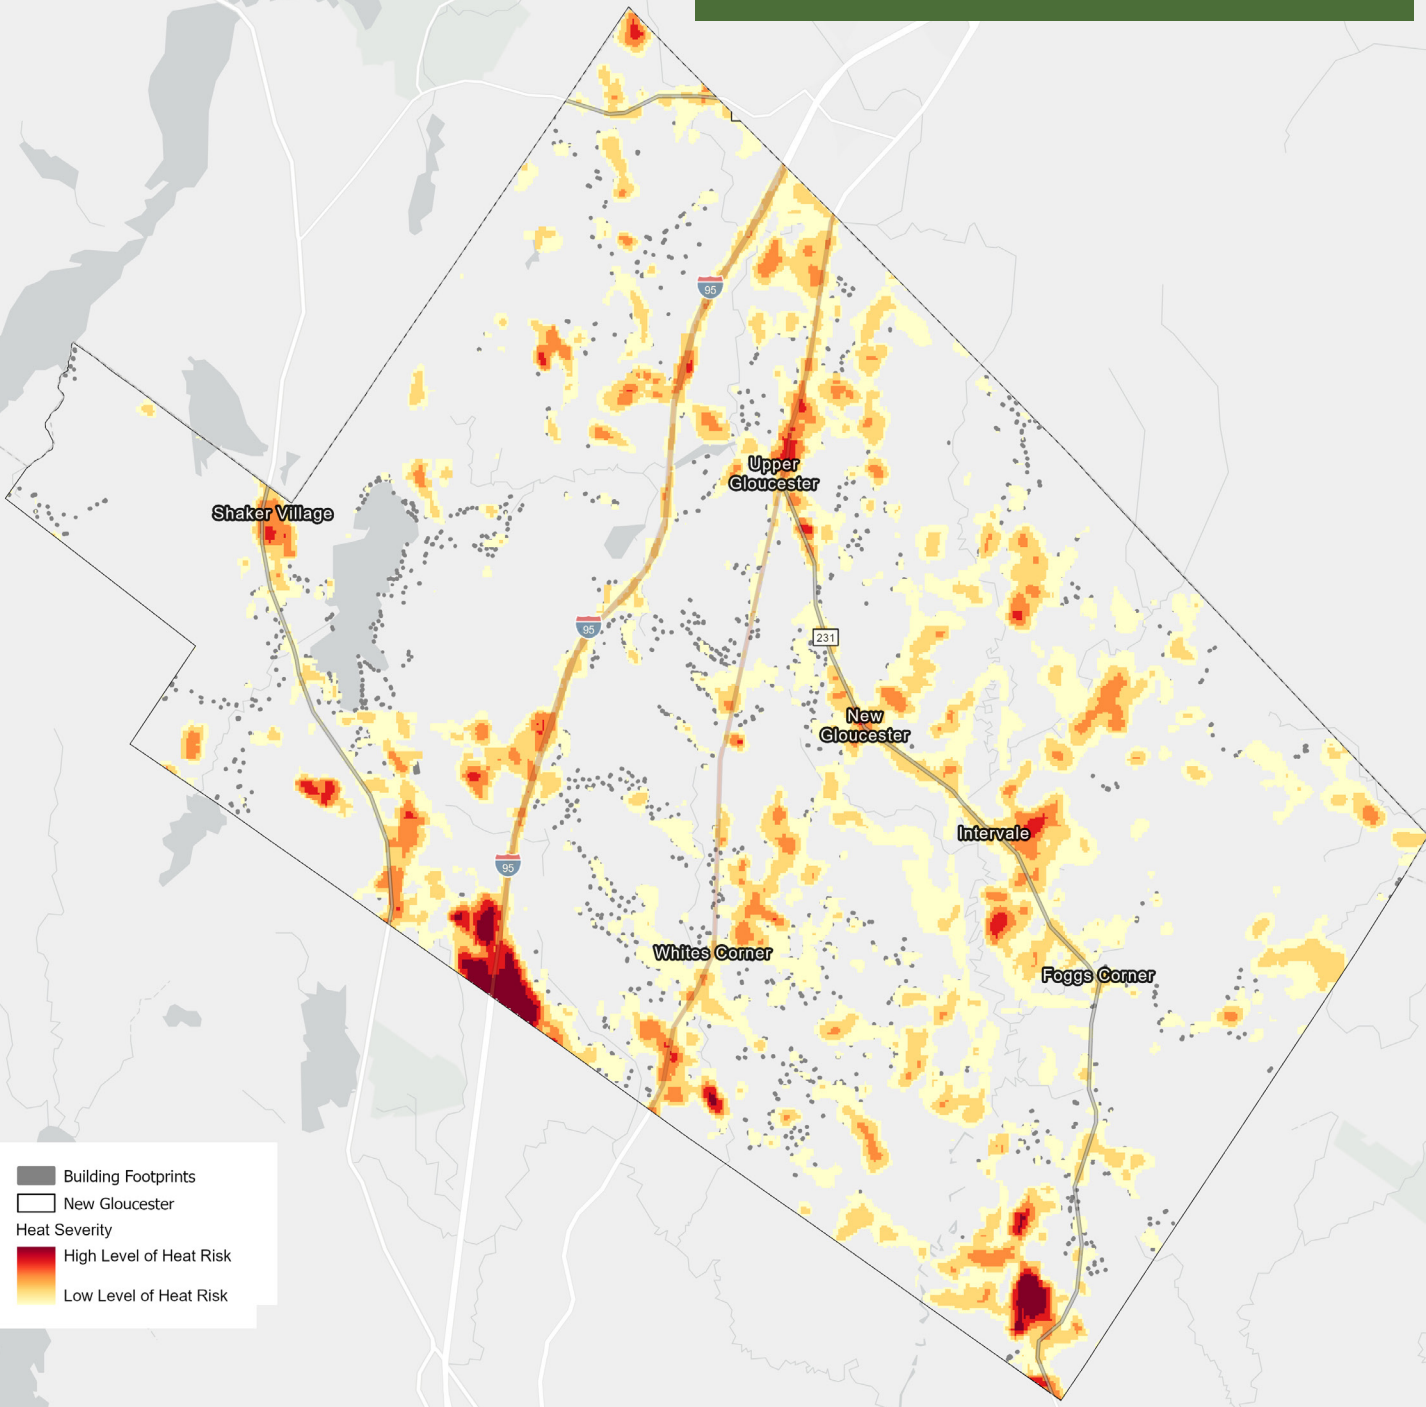 95
Upper
Gloucester
Shaker Village
95
231
New
Gloucester
Intervale
95
Whites Corner
Foggs Corner
Building Footprints
New Gloucester
Heat Severity
High Level of Heat Risk
Low Level of Heat Risk